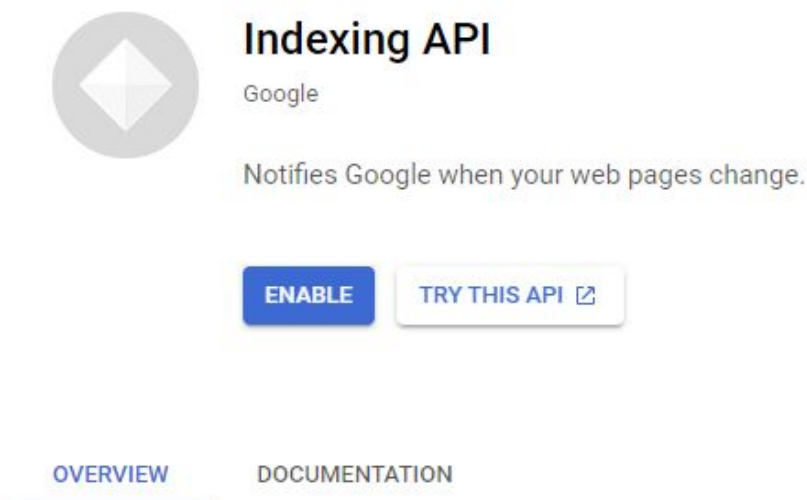 Indexing API
Google
Notifies Google when your web pages change.
ENABLE TRY THIS API
OVERVIEW DOCUMENTATION